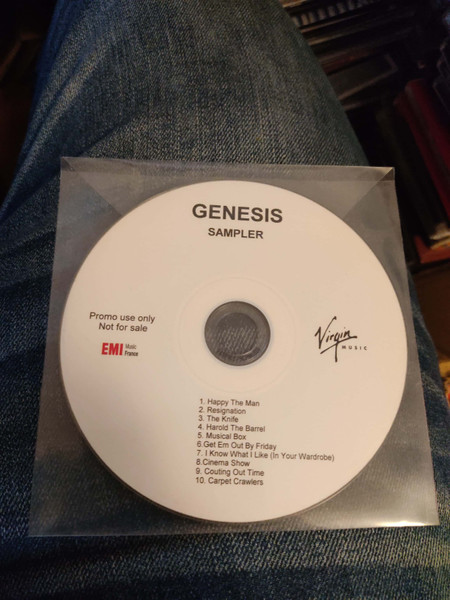 GENESIS
SAMPLER
Promo use only
Not for sale
EMI Music
France
Virgin
MUSIC
1. Happy The Man
2. Resignation
3. The Knife
4. Harold The Barrel
5. Musical Box
6.Get Em Out By Friday
7. I Know What I Like (In Your Wardrobe)
8.Cinema Show
9. Couting Out Time
10. Carpet Crawlers